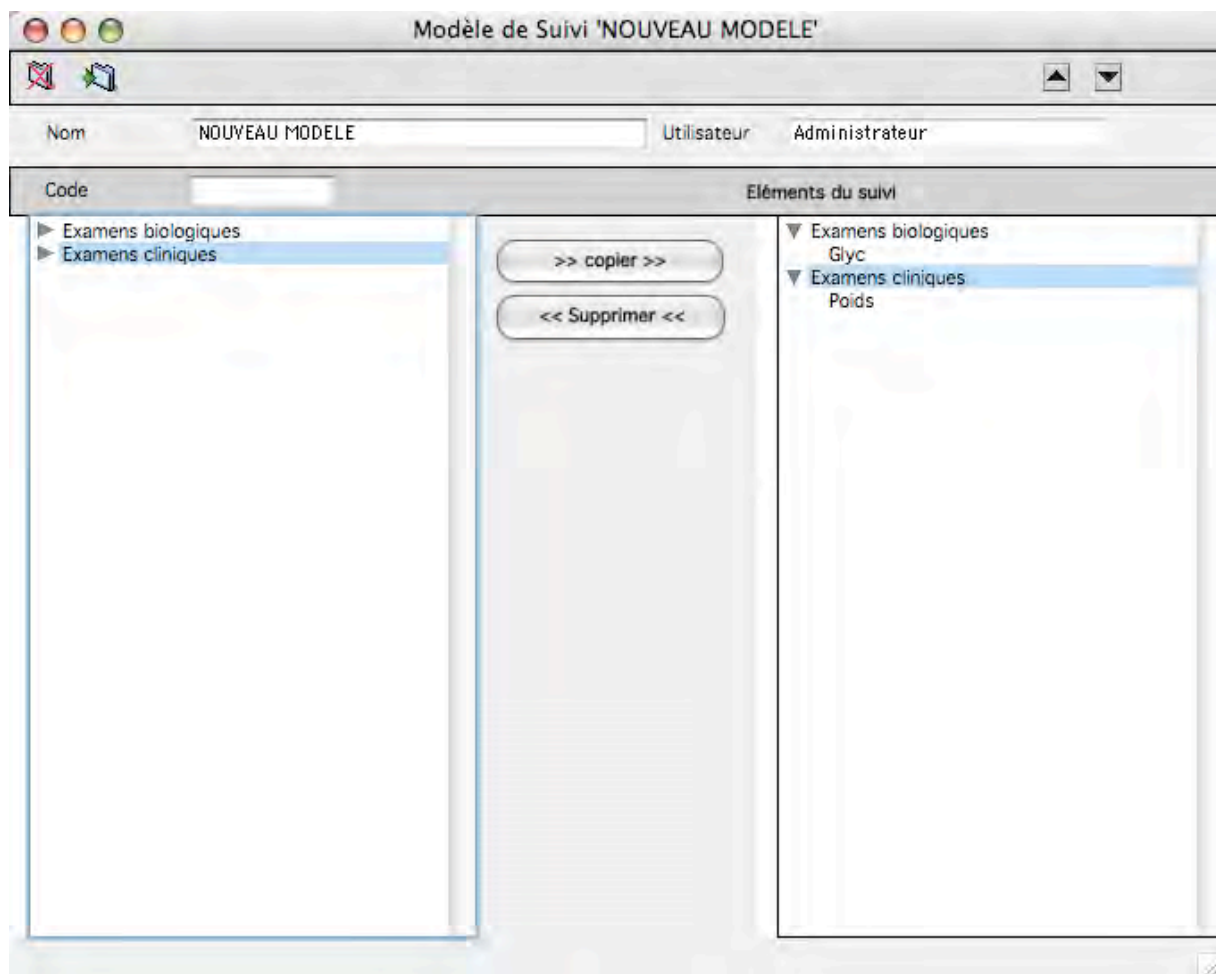 Modèle de Suivi 'NOUVEAU MODELE'
Nom NOUVEAU MODELE Utilisateur Administrateur
Code Eléments du suivi
Examens biologiques
Examens cliniques
>> copier >>
<< Supprimer <<
Examens biologiques
Glyc
Examens cliniques
Poids